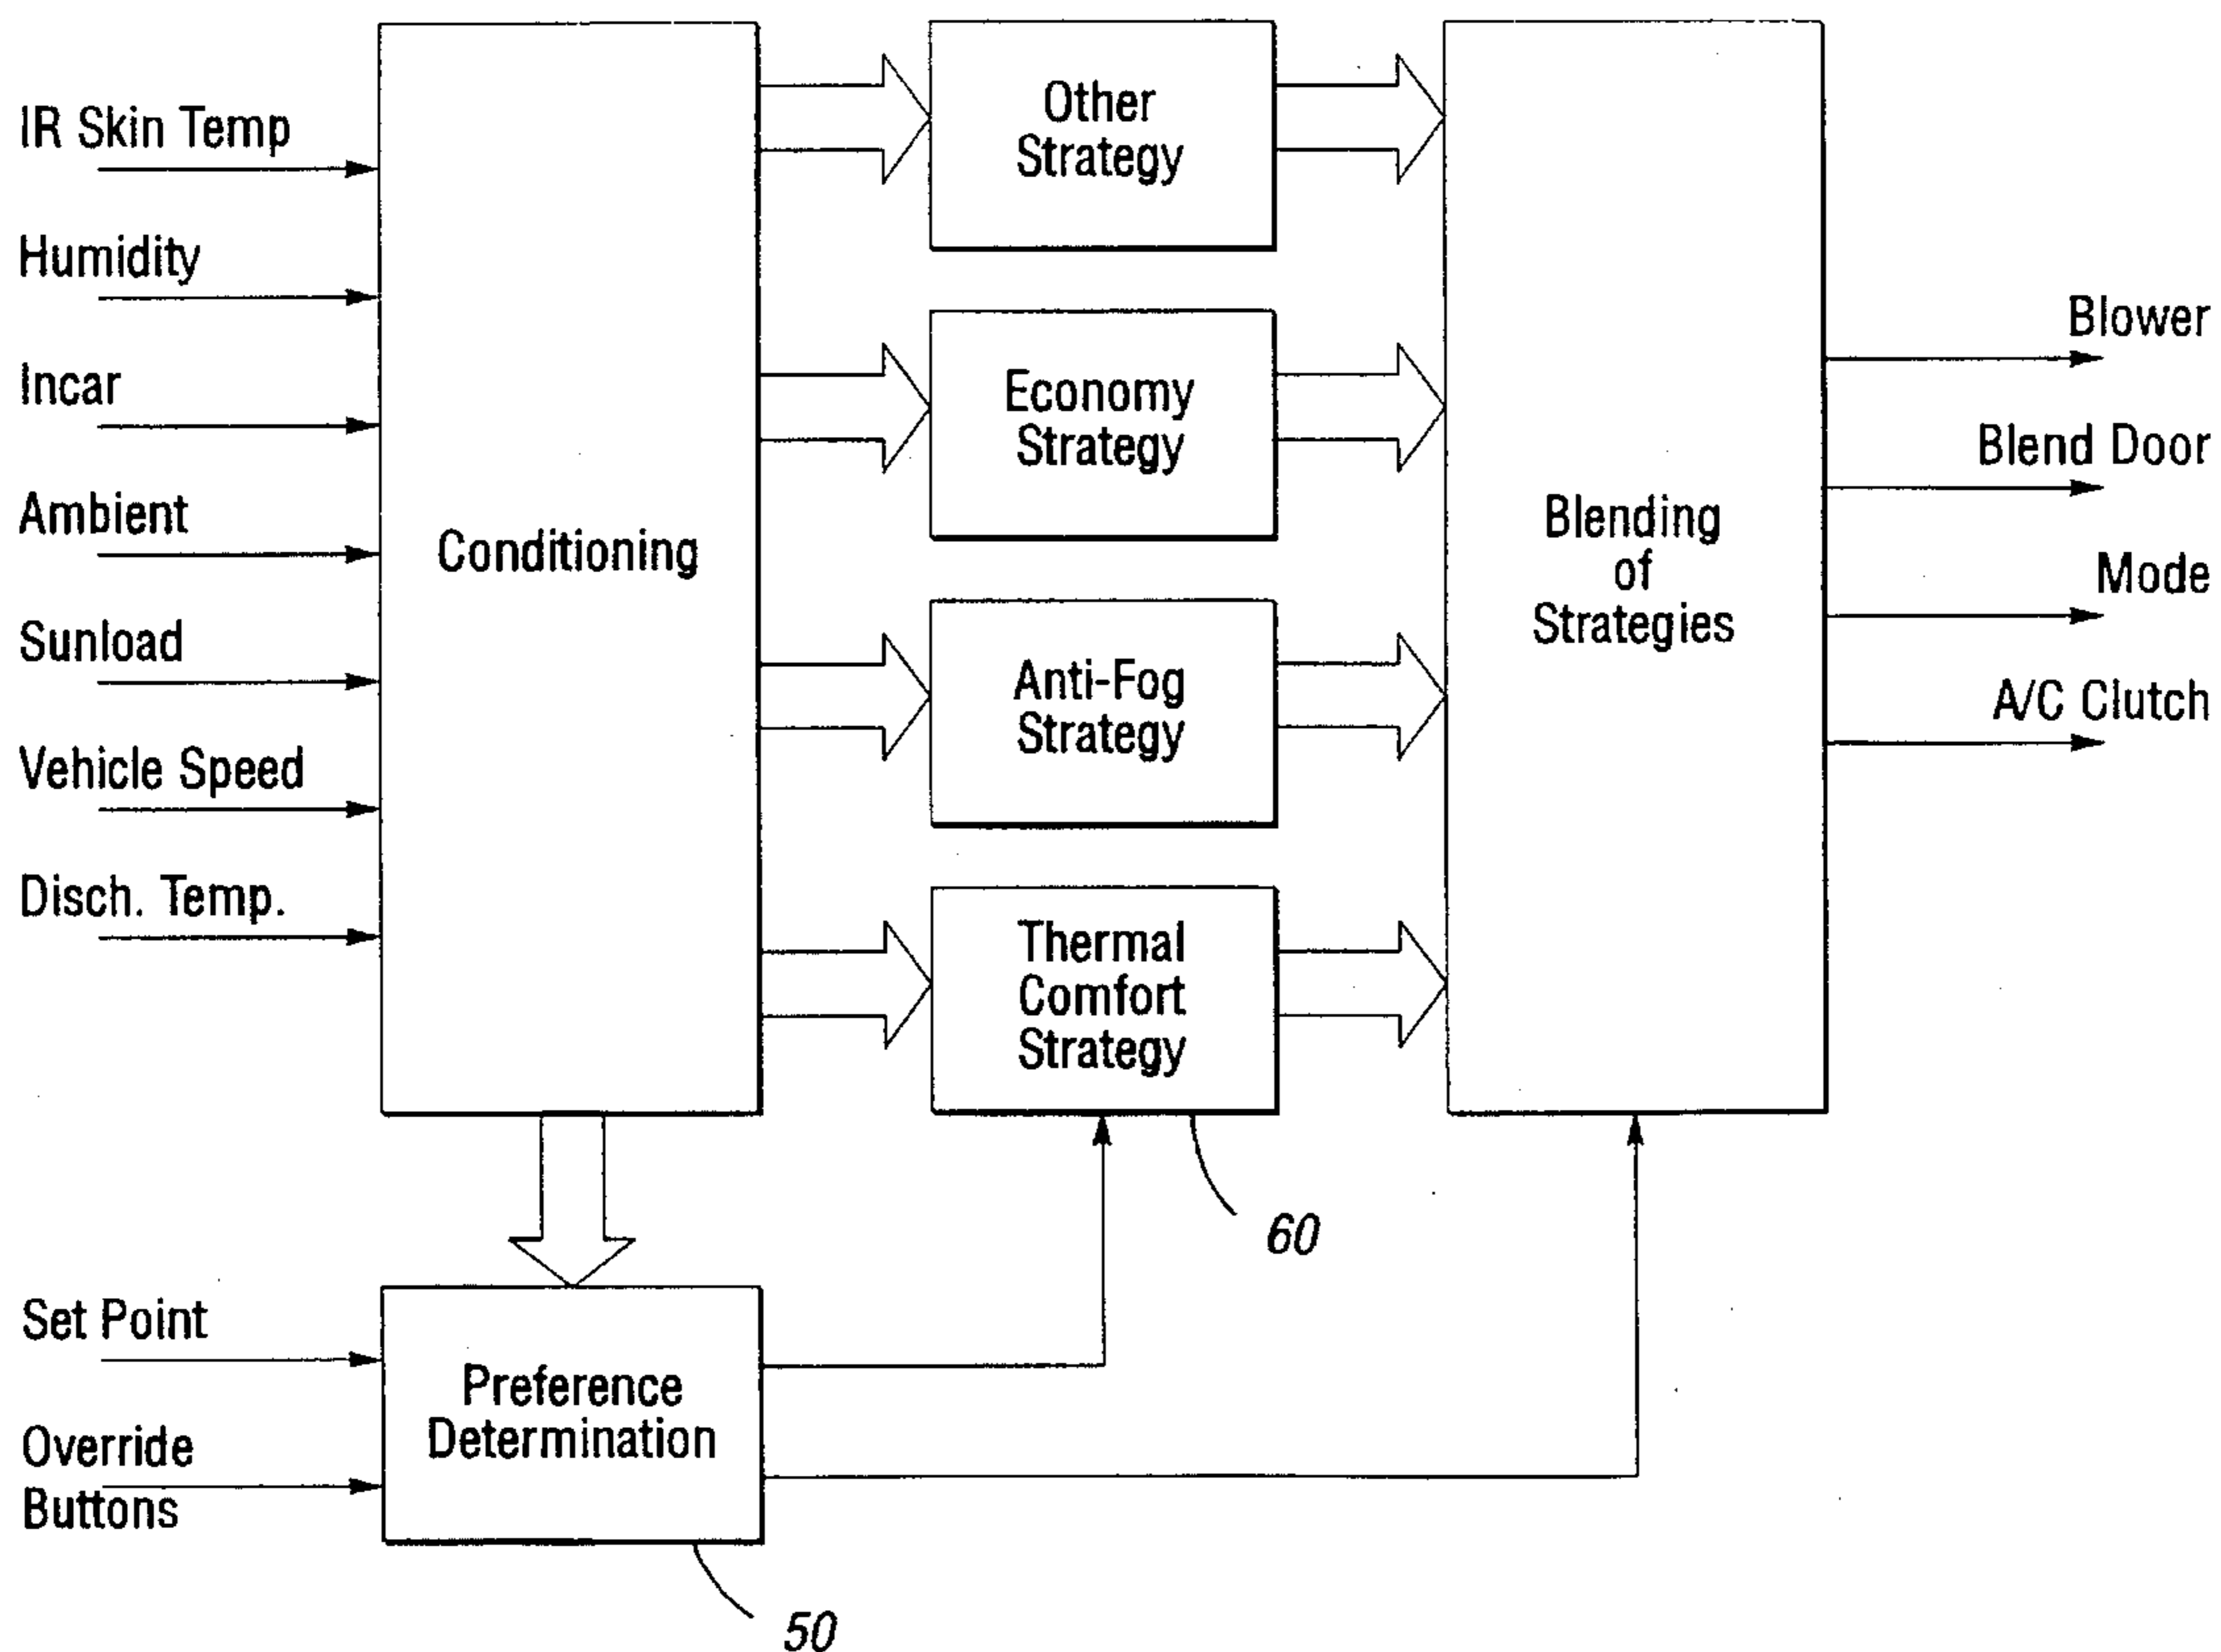 IR Skin Temp
Humidity
Incar
Ambient
Sunload
Vehicle Speed
Disch. Temp.
Conditioning
Other
Strategy
Economy
Strategy
Anti-Fog
Strategy
Thermal
Comfort
Strategy
60
Blending
of
Strategies
Blower
Blend Door
Mode
A/C Clutch
Set Point
Override
Buttons
Preference
Determination
50